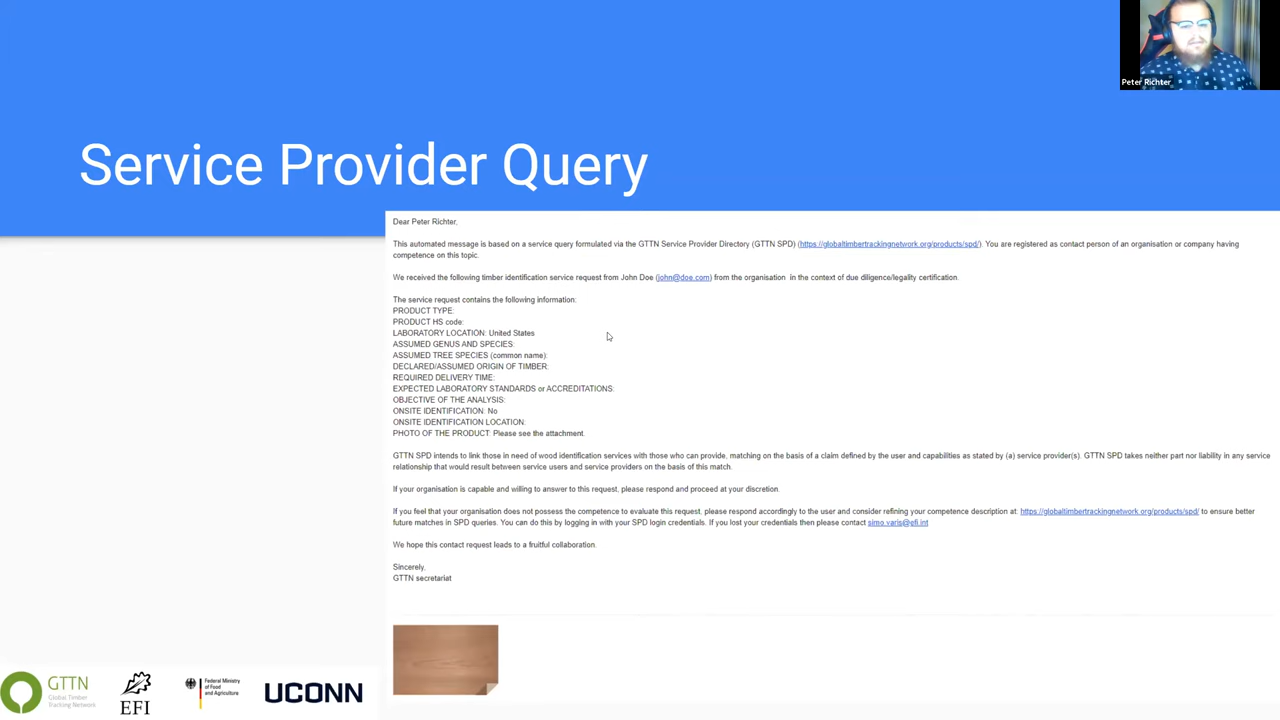 Peter Richter
Service Provider Query
Dear Peter Richter,
This automated message is based on a service query formulated via the GTTN Service Provider Directory (GTTN SPD) (https://globaltimbertrackingnetwork.org/products/spd/). You are registered as contact person of an organisation or company having
competence on this topic.
We received the following timber identification service request from John Doe (john@doe.com) from the organisation  in the context of due diligence/legality certification.
The service request contains the following information:
PRODUCT TYPE:
PRODUCT HS code:
LABORATORY LOCATION: United States
ASSUMED GENUS AND SPECIES:
ASSUMED TREE SPECIES (common name):
DECLARED/ASSUMED ORIGIN OF TIMBER:
REQUIRED DELIVERY TIME:
EXPECTED LABORATORY STANDARDS or ACCREDITATIONS:
OBJECTIVE OF THE ANALYSIS:
ONSITE IDENTIFICATION: No
ONSITE IDENTIFICATION LOCATION:
PHOTO OF THE PRODUCT: Please see the attachment.
GTTN SPD intends to link those in need of wood identification services with those who can provide, matching on the basis of a claim defined by the user and capabilities as stated by (a) service provider(s). GTTN SPD takes neither part nor liability in any service
relationship that would result between service users and service providers on the basis of this match.
If your organisation is capable and willing to answer to this request, please respond and proceed at your discretion.
If you feel that your organisation does not possess the competence to evaluate this request, please respond accordingly to the user and consider refining your competence description at: https://globaltimbertrackingnetwork.org/products/spd/ to ensure better
future matches in SPD queries. You can do this by logging in with your SPD login credentials. If you lost your credentials then please contact simo.varis@efi.int
We hope this contact request leads to a fruitful collaboration.
Sincerely,
GTTN secretariat
GTTN
Global Timber
Tracking Network
EFI
Federal Ministry
of Food
and Agriculture
UCONN